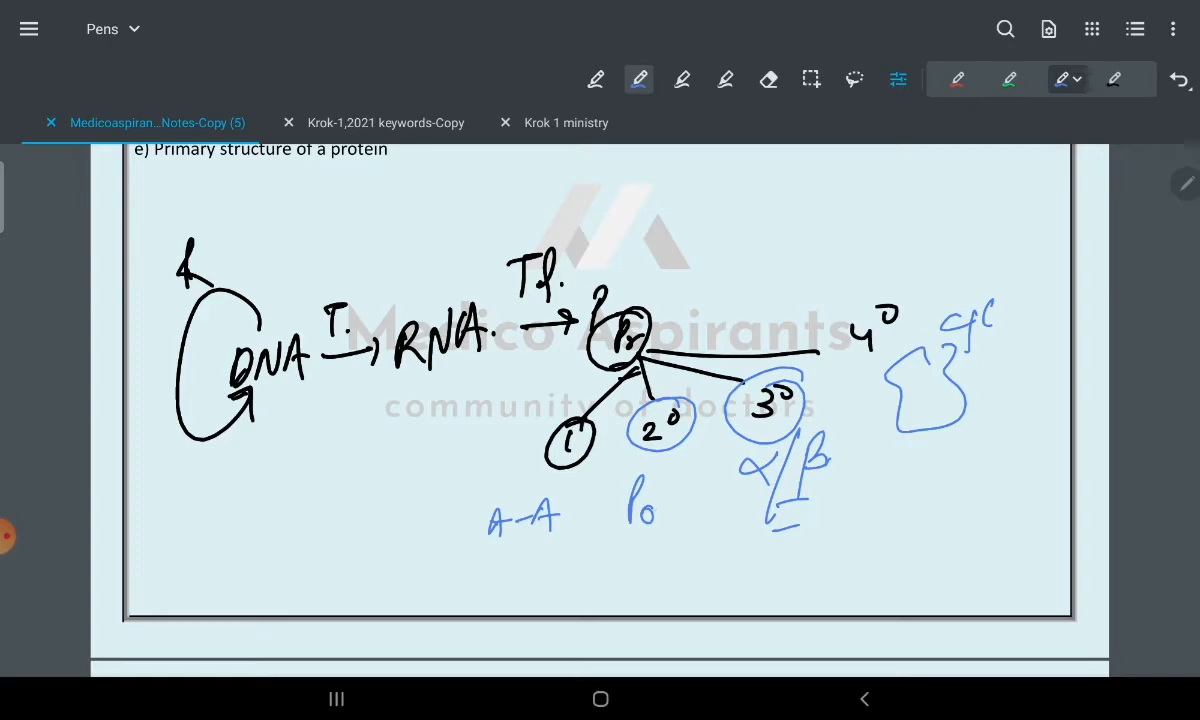 Pens
Medicoaspiran...Notes-Copy (5)
Krok-1,2021 keywords-Copy
Krok 1 ministry
e) Primary structure of a protein
Medico Aspirants
community of doctors
T.
DNA → RNA.
→ Pr
4°
1°
2°
3°
A-A
α/β